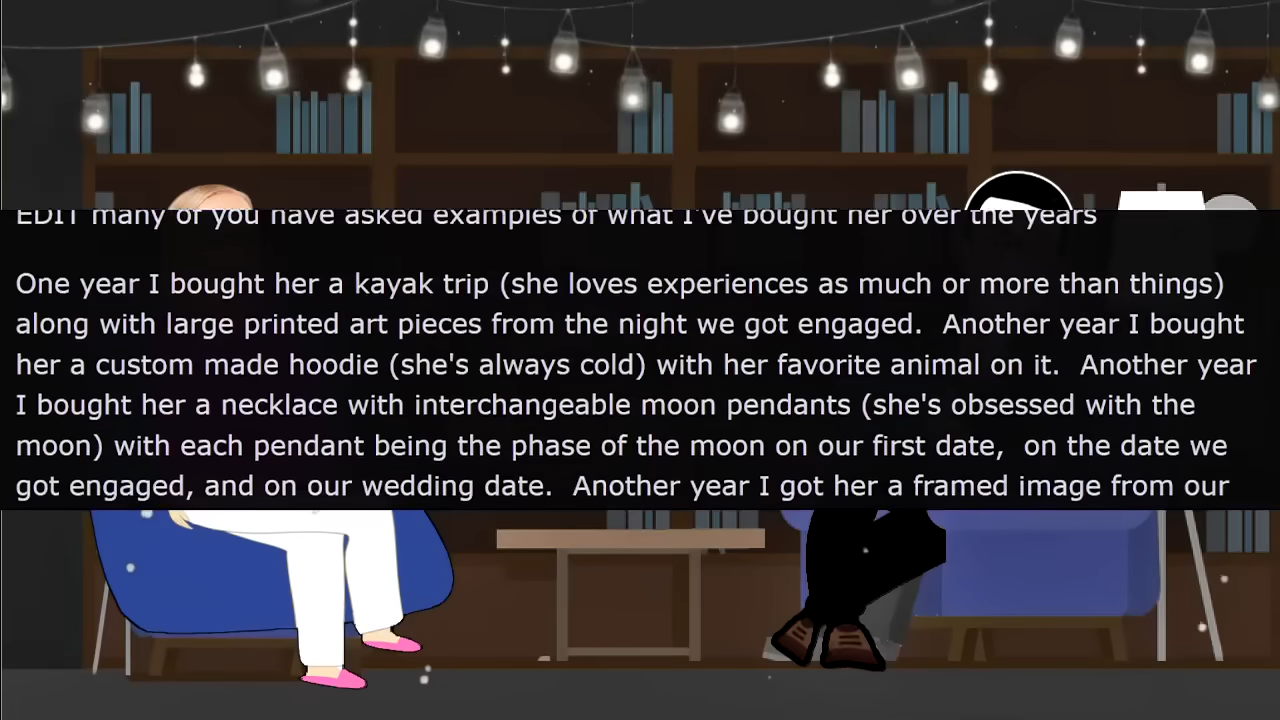 EDIT many of you have asked examples of what I've bought her over the years
One year I bought her a kayak trip (she loves experiences as much or more than things)
along with large printed art pieces from the night we got engaged.  Another year I bought
her a custom made hoodie (she's always cold) with her favorite animal on it.  Another year
I bought her a necklace with interchangeable moon pendants (she's obsessed with the
moon) with each pendant being the phase of the moon on our first date,  on the date we
got engaged, and on our wedding date.  Another year I got her a framed image from our